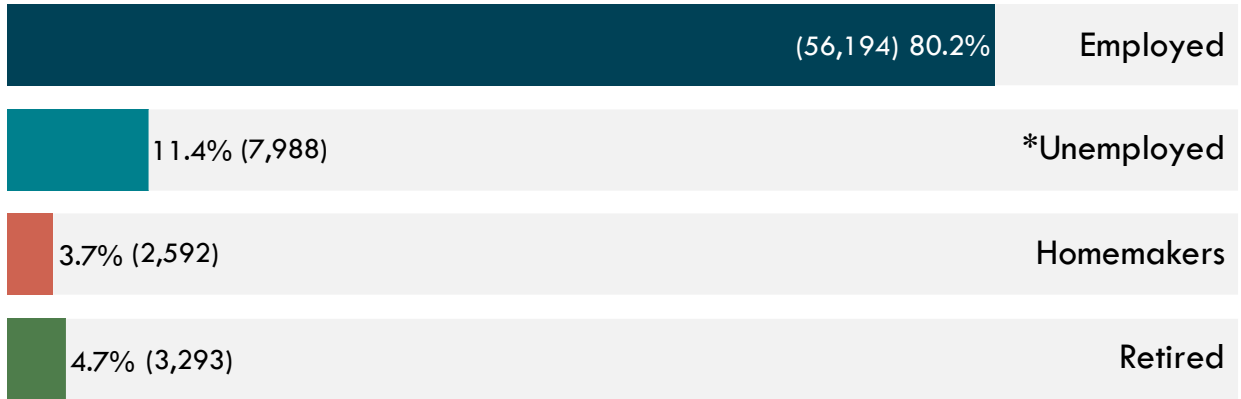 (56,194) 80.2% Employed
11.4% (7,988) *Unemployed
3.7% (2,592) Homemakers
4.7% (3,293) Retired